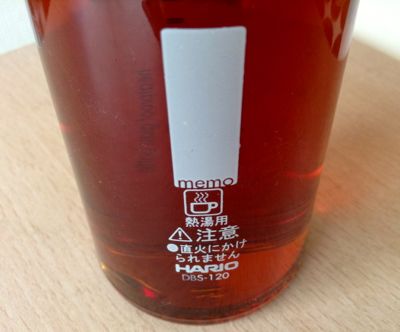 memo
熱湯用
⚠注意
●直火にかけ
られません
HARIO
DBS-120